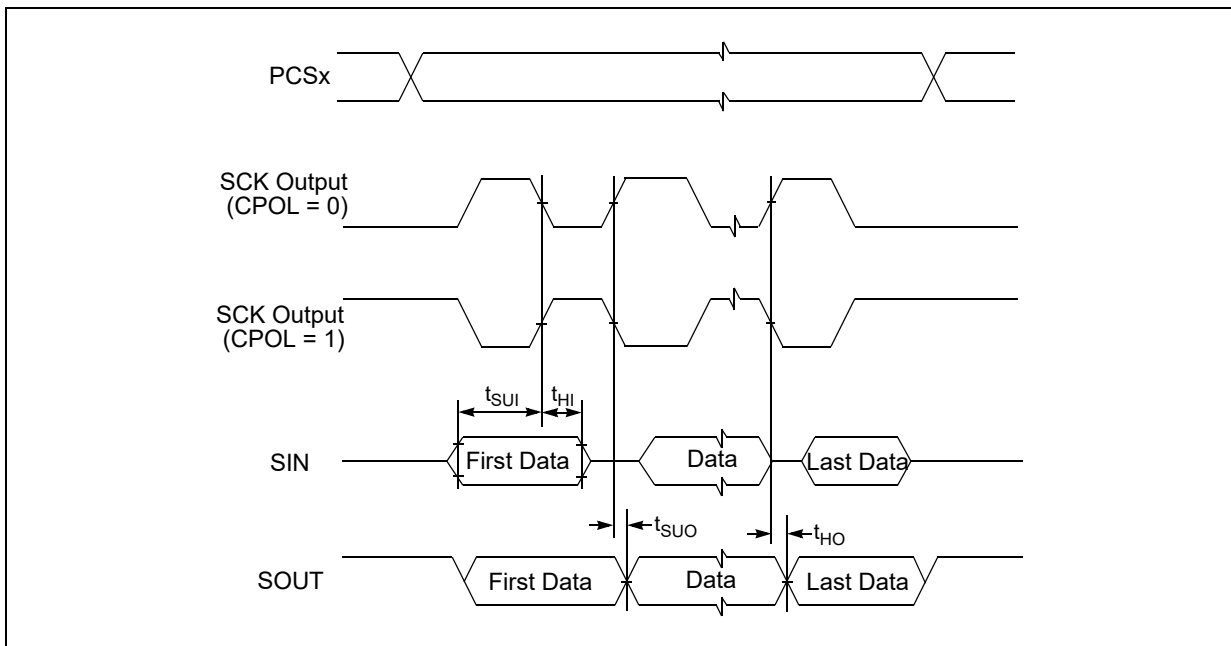 PCSx
SCK Output
(CPOL = 0)
SCK Output
(CPOL = 1)
tSUI
tHI
SIN
First Data
Data
Last Data
tSUO
tHO
SOUT
First Data
Data
Last Data